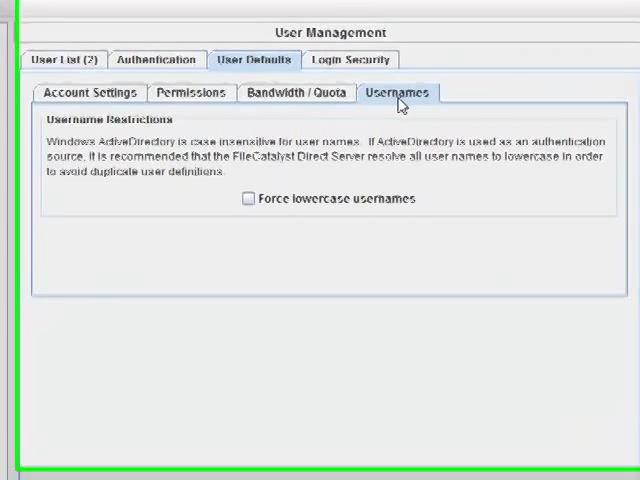 User Management
User List (2) Authentication User Defaults Login Security
Account Settings Permissions Bandwidth / Quota Usernames
Username Restrictions
Windows ActiveDirectory is case insensitive for user names. If ActiveDirectory is used as an authentication
source, it is recommended that the FileCatalyst Direct Server resolve all user names to lowercase in order
to avoid duplicate user definitions.
Force lowercase usernames